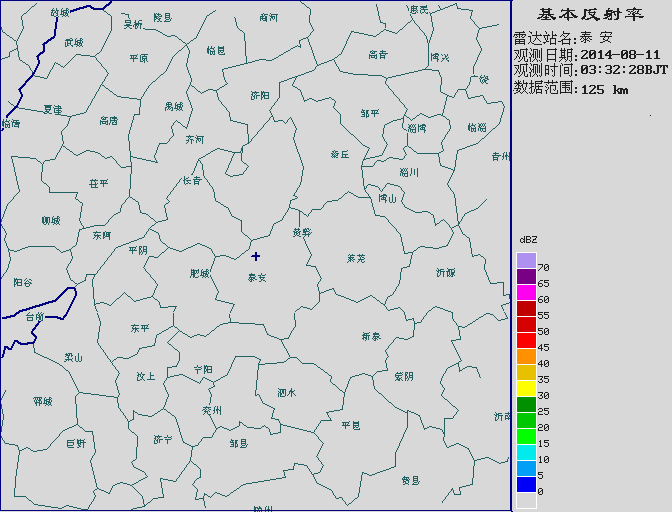 基本反射率
雷达站名:泰 安
观测日期:2014-08-11
观测时间:03:32:28BJT
数据范围:125 km
dBZ
70
65
60
55
50
45
40
35
30
25
20
15
10
5
0
故城
吴桥
陵县
商河
惠民
武城
平原
临邑
高青
博兴
夏津
高唐
禹城
济阳
邹平
临清
齐河
淄博
临淄
章丘
青州
茌平
长清
淄川
博山
聊城
东阿
平阴
莱芜
沂源
阳谷
肥城
泰安
台前
东平
新泰
梁山
汶上
宁阳
泗水
蒙阴
郓城
兖州
沂南
巨野
济宁
邹县
平邑
费县
滕州